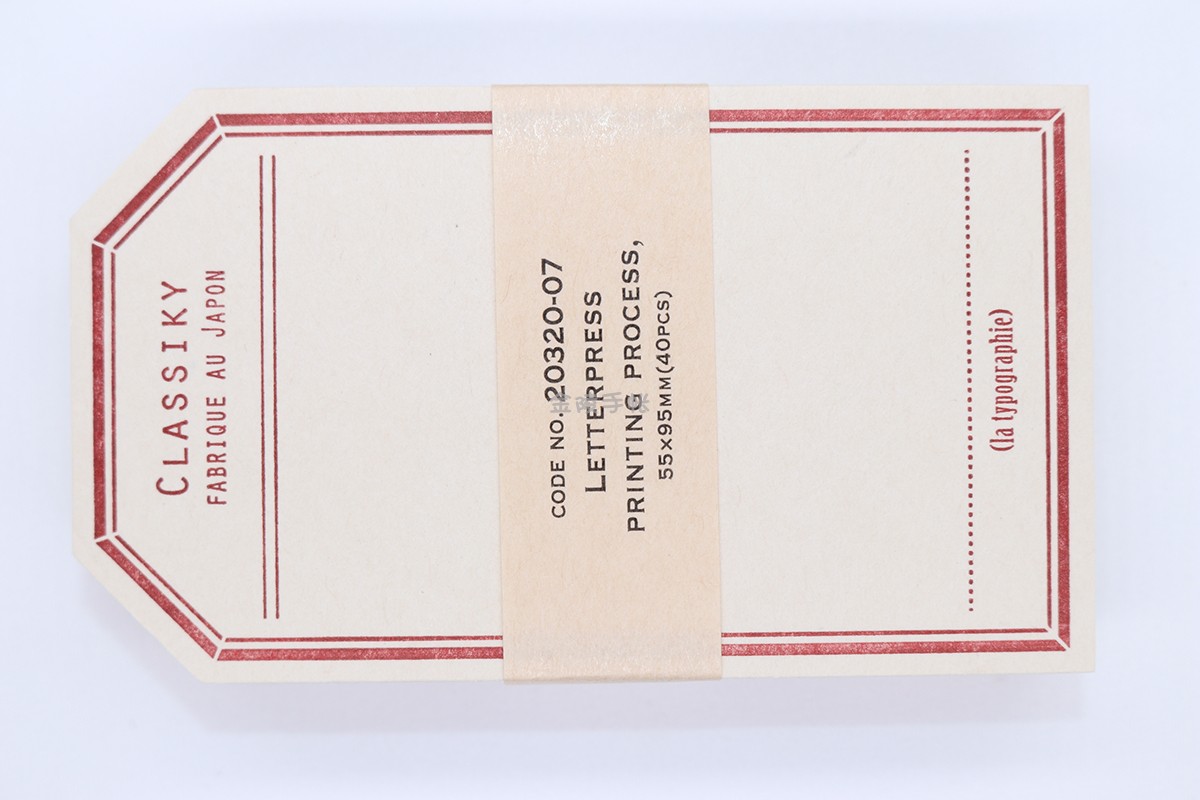 CLASSIKY
FABRIQUE AU JAPON
CODE NO. 20320-07
LETTERPRESS
PRINTING PROCESS,
55×95MM(40PCS)
(la typographie)